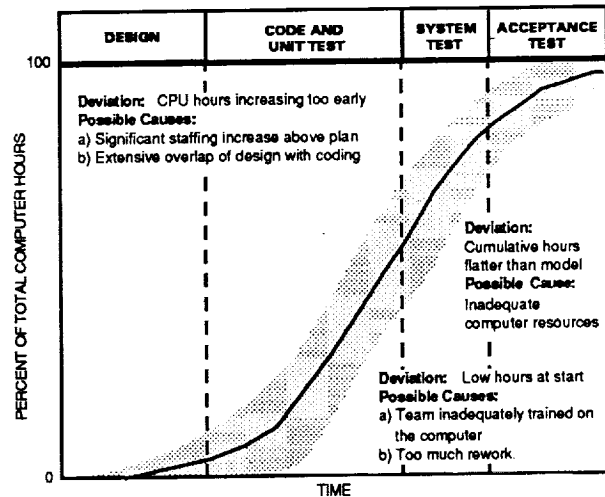 DESIGN
CODE AND
UNIT TEST
SYSTEM
TEST
ACCEPTANCE
TEST
100
Deviation: CPU hours increasing too early
Possible Causes:
a) Significant staffing increase above plan
b) Extensive overlap of design with coding
PERCENT OF TOTAL COMPUTER HOURS
Deviation:
Cumulative hours
flatter than model
Possible Cause:
Inadequate
computer resources
Deviation: Low hours at start
Possible Causes:
a) Team inadequately trained on
the computer
b) Too much rework.
0
TIME